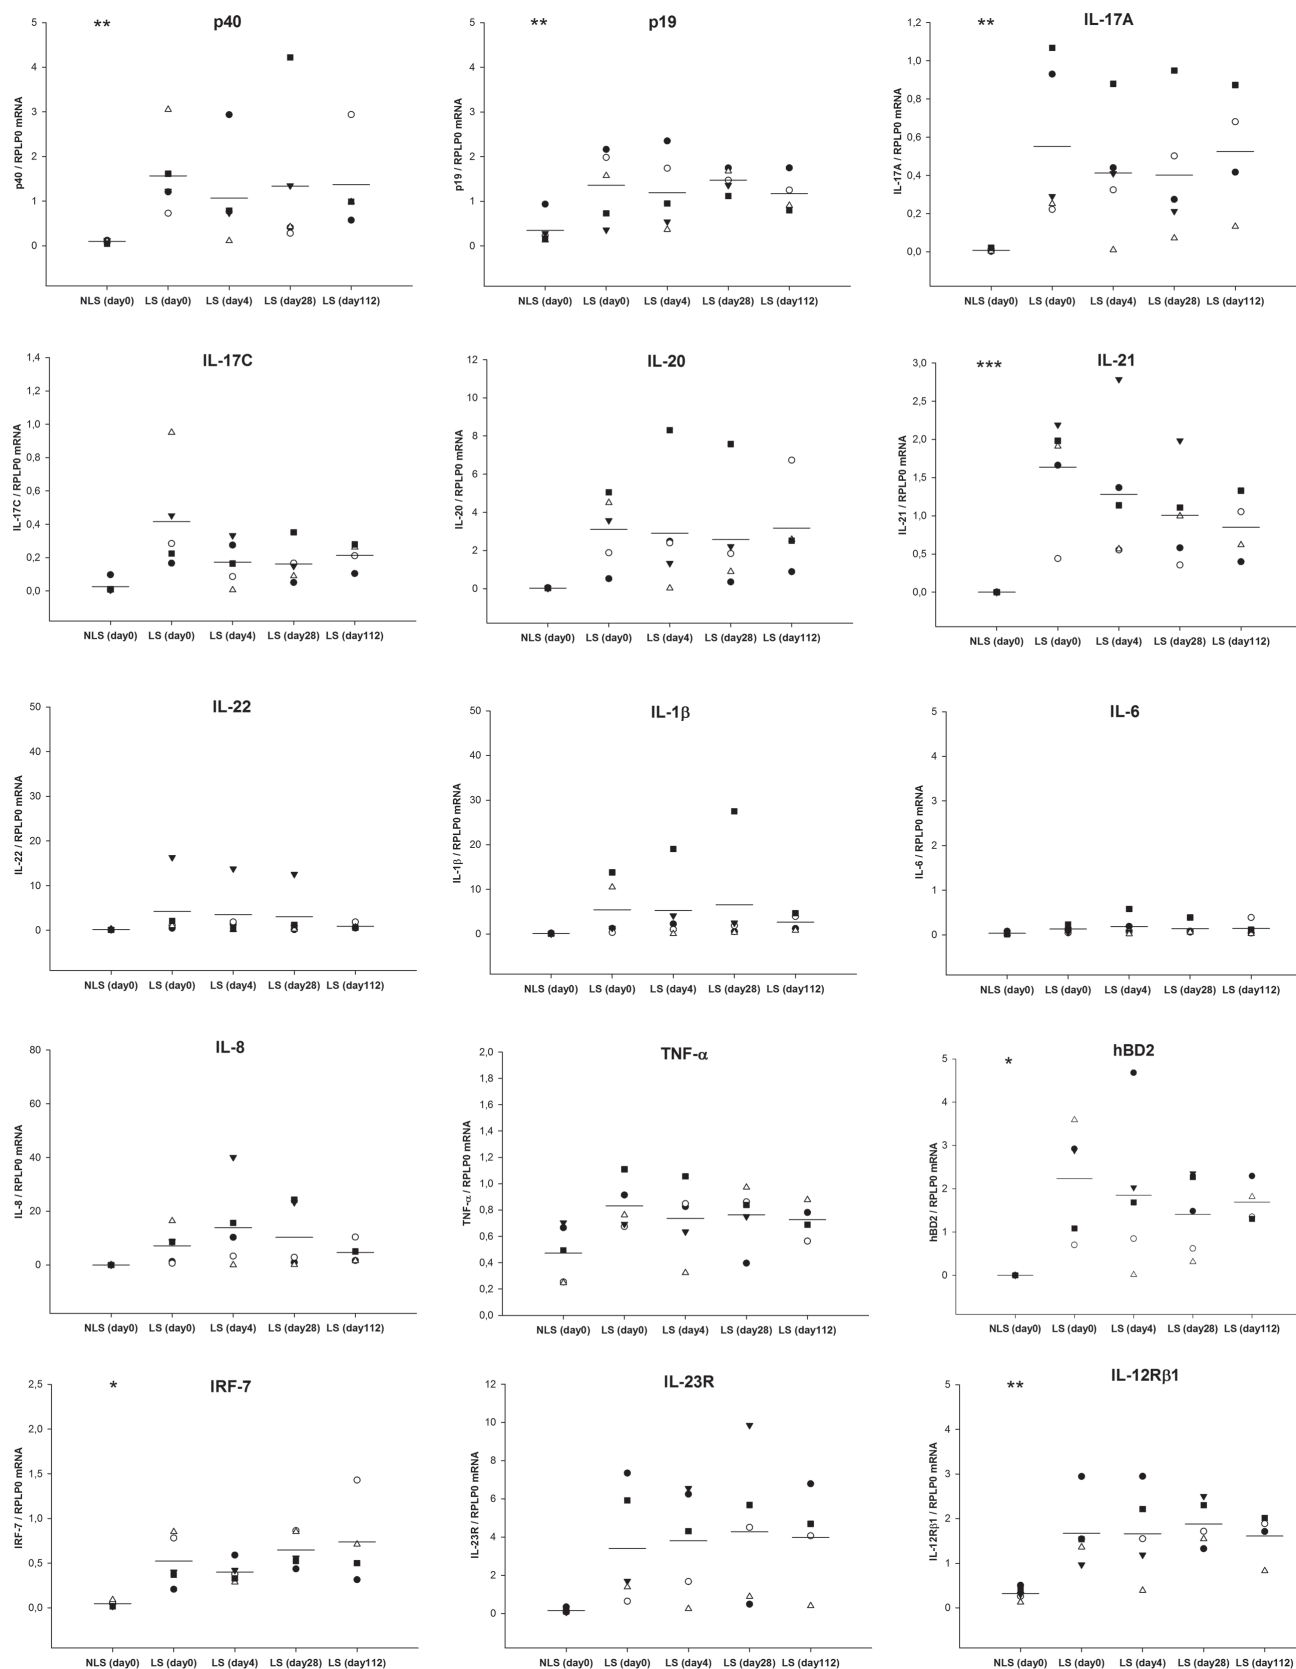 p40
**
p40 / RPLP0 mRNA
5
4
3
2
1
0
NLS (day0) LS (day0) LS (day4) LS (day28) LS (day112)
p19
**
p19 / RPLP0 mRNA
5
4
3
2
1
0
NLS (day0) LS (day0) LS (day4) LS (day28) LS (day112)
IL-17A
**
IL-17A / RPLP0 mRNA
1,2
1,0
0,8
0,6
0,4
0,2
0,0
NLS (day0) LS (day0) LS (day4) LS (day28) LS (day112)
IL-17C
IL-17C / RPLP0 mRNA
1,4
1,2
1,0
0,8
0,6
0,4
0,2
0,0
NLS (day0) LS (day0) LS (day4) LS (day28) LS (day112)
IL-20
IL-20 / RPLP0 mRNA
12
10
8
6
4
2
0
NLS (day0) LS (day0) LS (day4) LS (day28) LS (day112)
IL-21
***
IL-21 / RPLP0 mRNA
3,0
2,5
2,0
1,5
1,0
0,5
0,0
NLS (day0) LS (day0) LS (day4) LS (day28) LS (day112)
IL-22
IL-22 / RPLP0 mRNA
50
40
30
20
10
0
NLS (day0) LS (day0) LS (day4) LS (day28) LS (day112)
IL-1β
IL-1β / RPLP0 mRNA
50
40
30
20
10
0
NLS (day0) LS (day0) LS (day4) LS (day28) LS (day112)
IL-6
IL-6 / RPLP0 mRNA
5
4
3
2
1
0
NLS (day0) LS (day0) LS (day4) LS (day28) LS (day112)
IL-8
IL-8 / RPLP0 mRNA
80
60
40
20
0
NLS (day0) LS (day0) LS (day4) LS (day28) LS (day112)
TNF-α
TNF-α / RPLP0 mRNA
2,0
1,8
1,6
1,4
1,2
1,0
0,8
0,6
0,4
0,2
0,0
NLS (day0) LS (day0) LS (day4) LS (day28) LS (day112)
hBD2
*
hBD2 / RPLP0 mRNA
5
4
3
2
1
0
NLS (day0) LS (day0) LS (day4) LS (day28) LS (day112)
IRF-7
*
IRF-7 / RPLP0 mRNA
2,5
2,0
1,5
1,0
0,5
0,0
NLS (day0) LS (day0) LS (day4) LS (day28) LS (day112)
IL-23R
IL-23R / RPLP0 mRNA
12
10
8
6
4
2
0
NLS (day0) LS (day0) LS (day4) LS (day28) LS (day112)
IL-12Rβ1
**
IL-12Rβ1 / RPLP0 mRNA
5
4
3
2
1
0
NLS (day0) LS (day0) LS (day4) LS (day28) LS (day112)